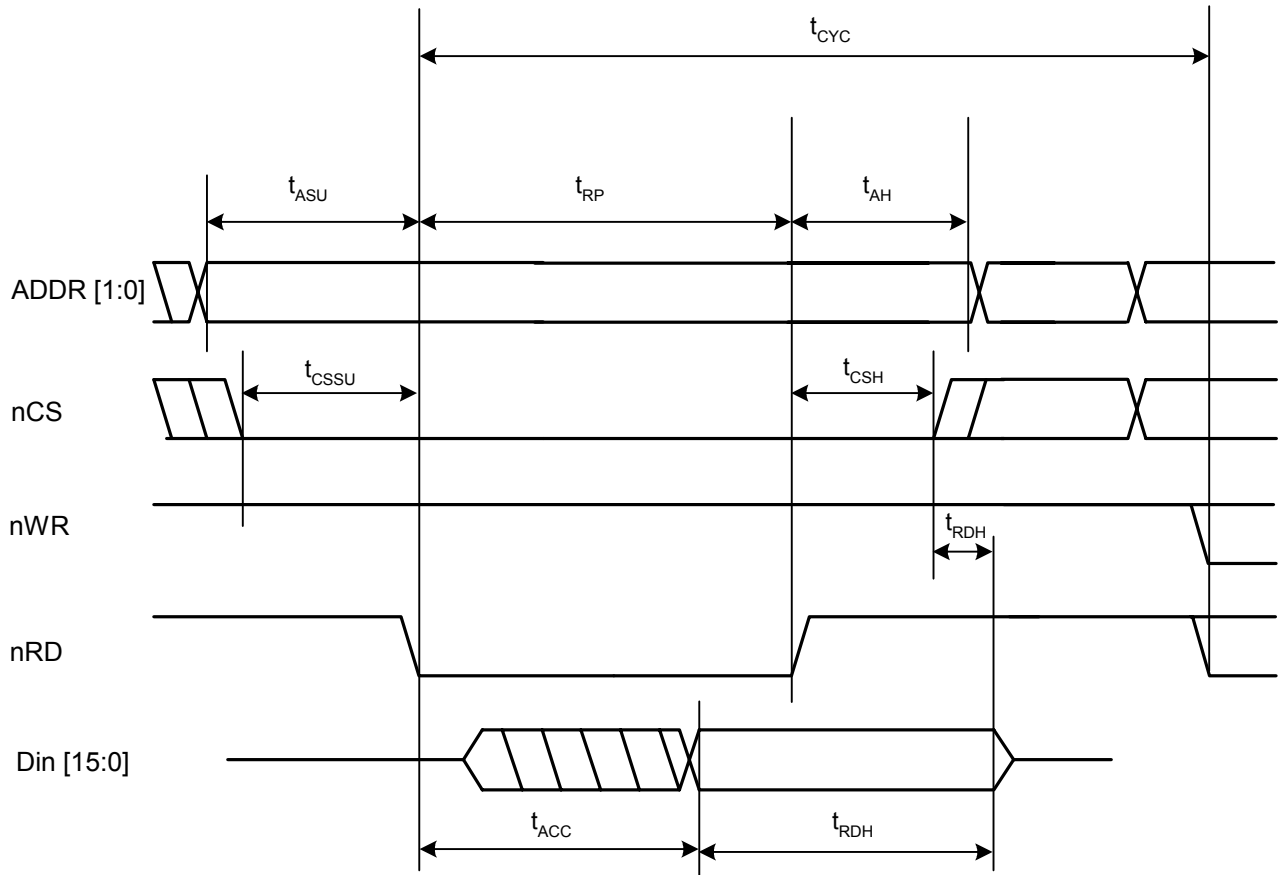 tCYC
tASU
tRP
tAH
ADDR [1:0]
tCSSU
tCSH
nCS
nWR
tRDH
nRD
Din [15:0]
tACC
tRDH